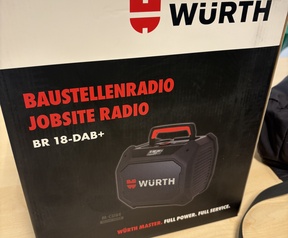 WÜRTH
BAUSTELLENRADIO
JOBSITE RADIO
BR 18-DAB+
WÜRTH
WÜRTH MASTER. FULL POWER. FULL SERVICE.